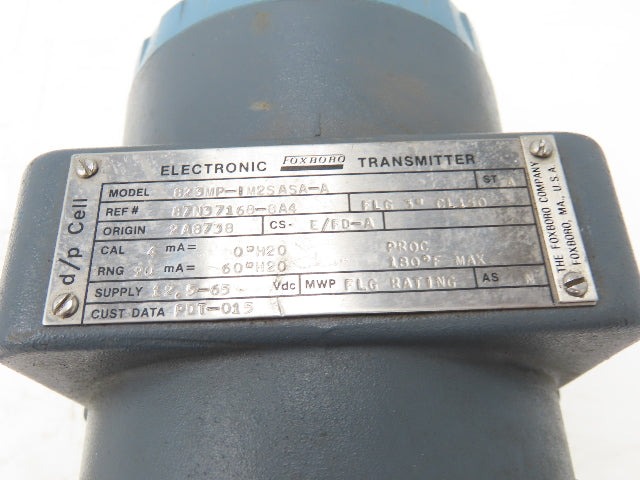 ELECTRONIC FOXBORO TRANSMITTER
MODEL 823MP-IM2SASA-A ST A
REF# 87N37168-8A4 FLG 3" CL150
ORIGIN 2A8738 CS- E/FD-A
CAL 4 mA= 0"H2O PROC
RNG 20 mA= 60"H2O 180°F MAX
SUPPLY 12.5-65 Vdc MWP FLG RATING AS
CUST DATA PDT-015
d/p Cell
THE FOXBORO COMPANY
FOXBORO, MA., U.S.A.